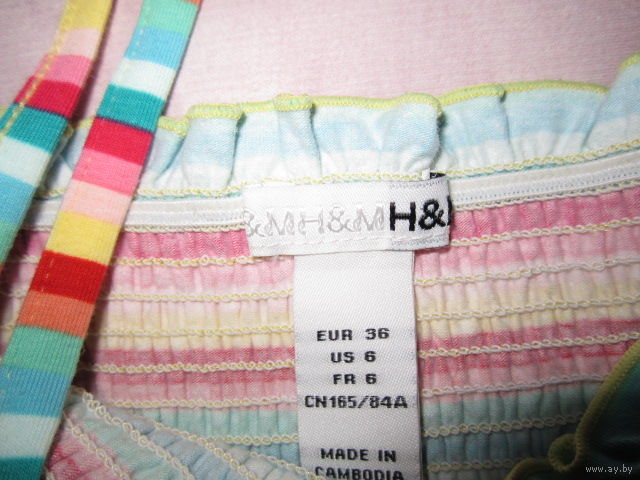 &MH&MH&M
EUR 36
US 6
FR 6
CN165/84A
MADE IN
CAMBODIA
www.ay.by